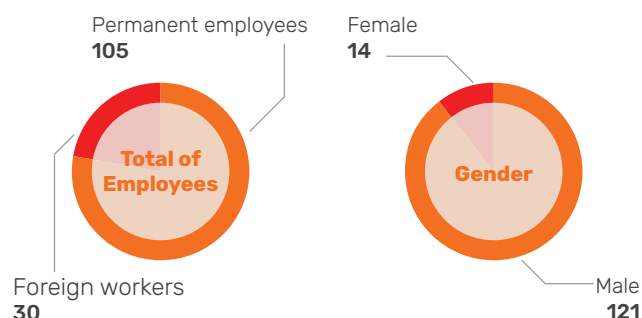 Permanent employees
105
Total of
Employees
Foreign workers
30
Female
14
Gender
Male
121